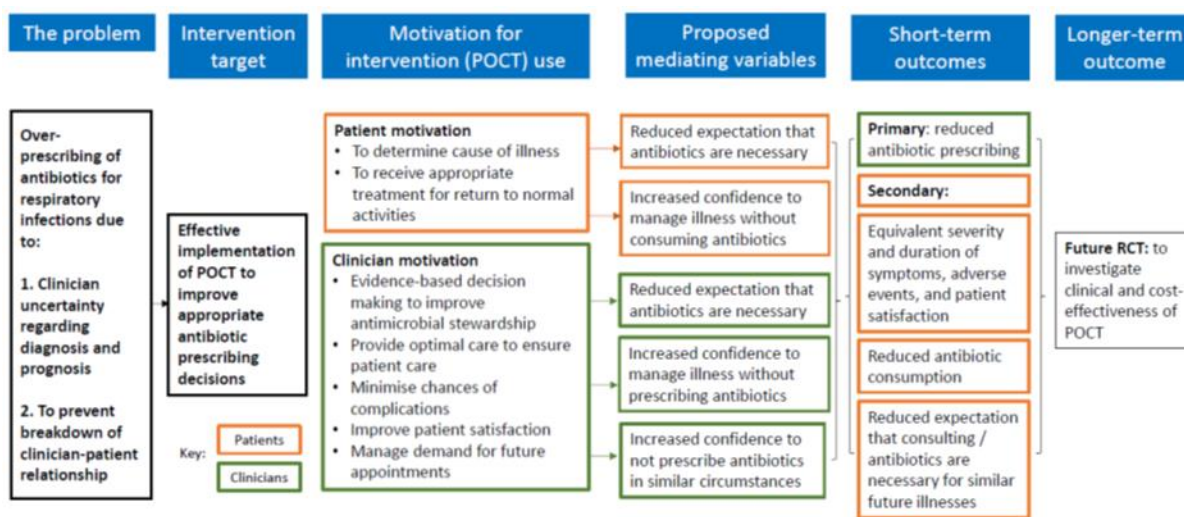 The problem
Intervention
target
Motivation for
intervention (POCT) use
Proposed
mediating variables
Short-term
outcomes
Longer-term
outcome
Over-
prescribing of
antibiotics for
respiratory
infections due
to:
1. Clinician
uncertainty
regarding
diagnosis and
prognosis
2. To prevent
breakdown of
clinician-patient
relationship
Effective
implementation
of POCT to
improve
appropriate
antibiotic
prescribing
decisions
Key:
Patients
Clinicians
Patient motivation
• To determine cause of illness
• To receive appropriate
treatment for return to normal
activities
Clinician motivation
• Evidence-based decision
making to improve
antimicrobial stewardship
• Provide optimal care to ensure
patient care
• Minimise chances of
complications
• Improve patient satisfaction
• Manage demand for future
appointments
Reduced expectation that
antibiotics are necessary
Increased confidence to
manage illness without
consuming antibiotics
Reduced expectation that
antibiotics are necessary
Increased confidence to
manage illness without
prescribing antibiotics
Increased confidence to
not prescribe antibiotics
in similar circumstances
Primary: reduced
antibiotic prescribing
Secondary:
Equivalent severity
and duration of
symptoms, adverse
events, and patient
satisfaction
Reduced antibiotic
consumption
Reduced expectation
that consulting /
antibiotics are
necessary for similar
future illnesses
Future RCT: to
investigate
clinical and cost-
effectiveness of
POCT